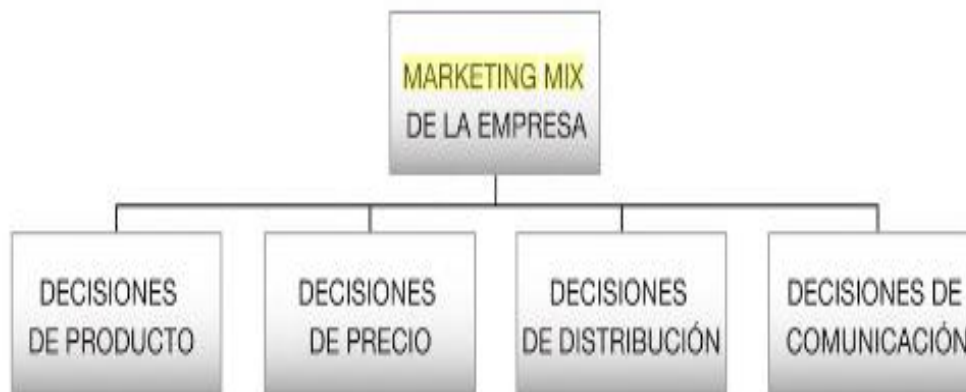 MARKETING MIX
DE LA EMPRESA
DECISIONES
DE PRODUCTO
DECISIONES
DE PRECIO
DECISIONES
DE DISTRIBUCIÓN
DECISIONES DE
COMUNICACIÓN